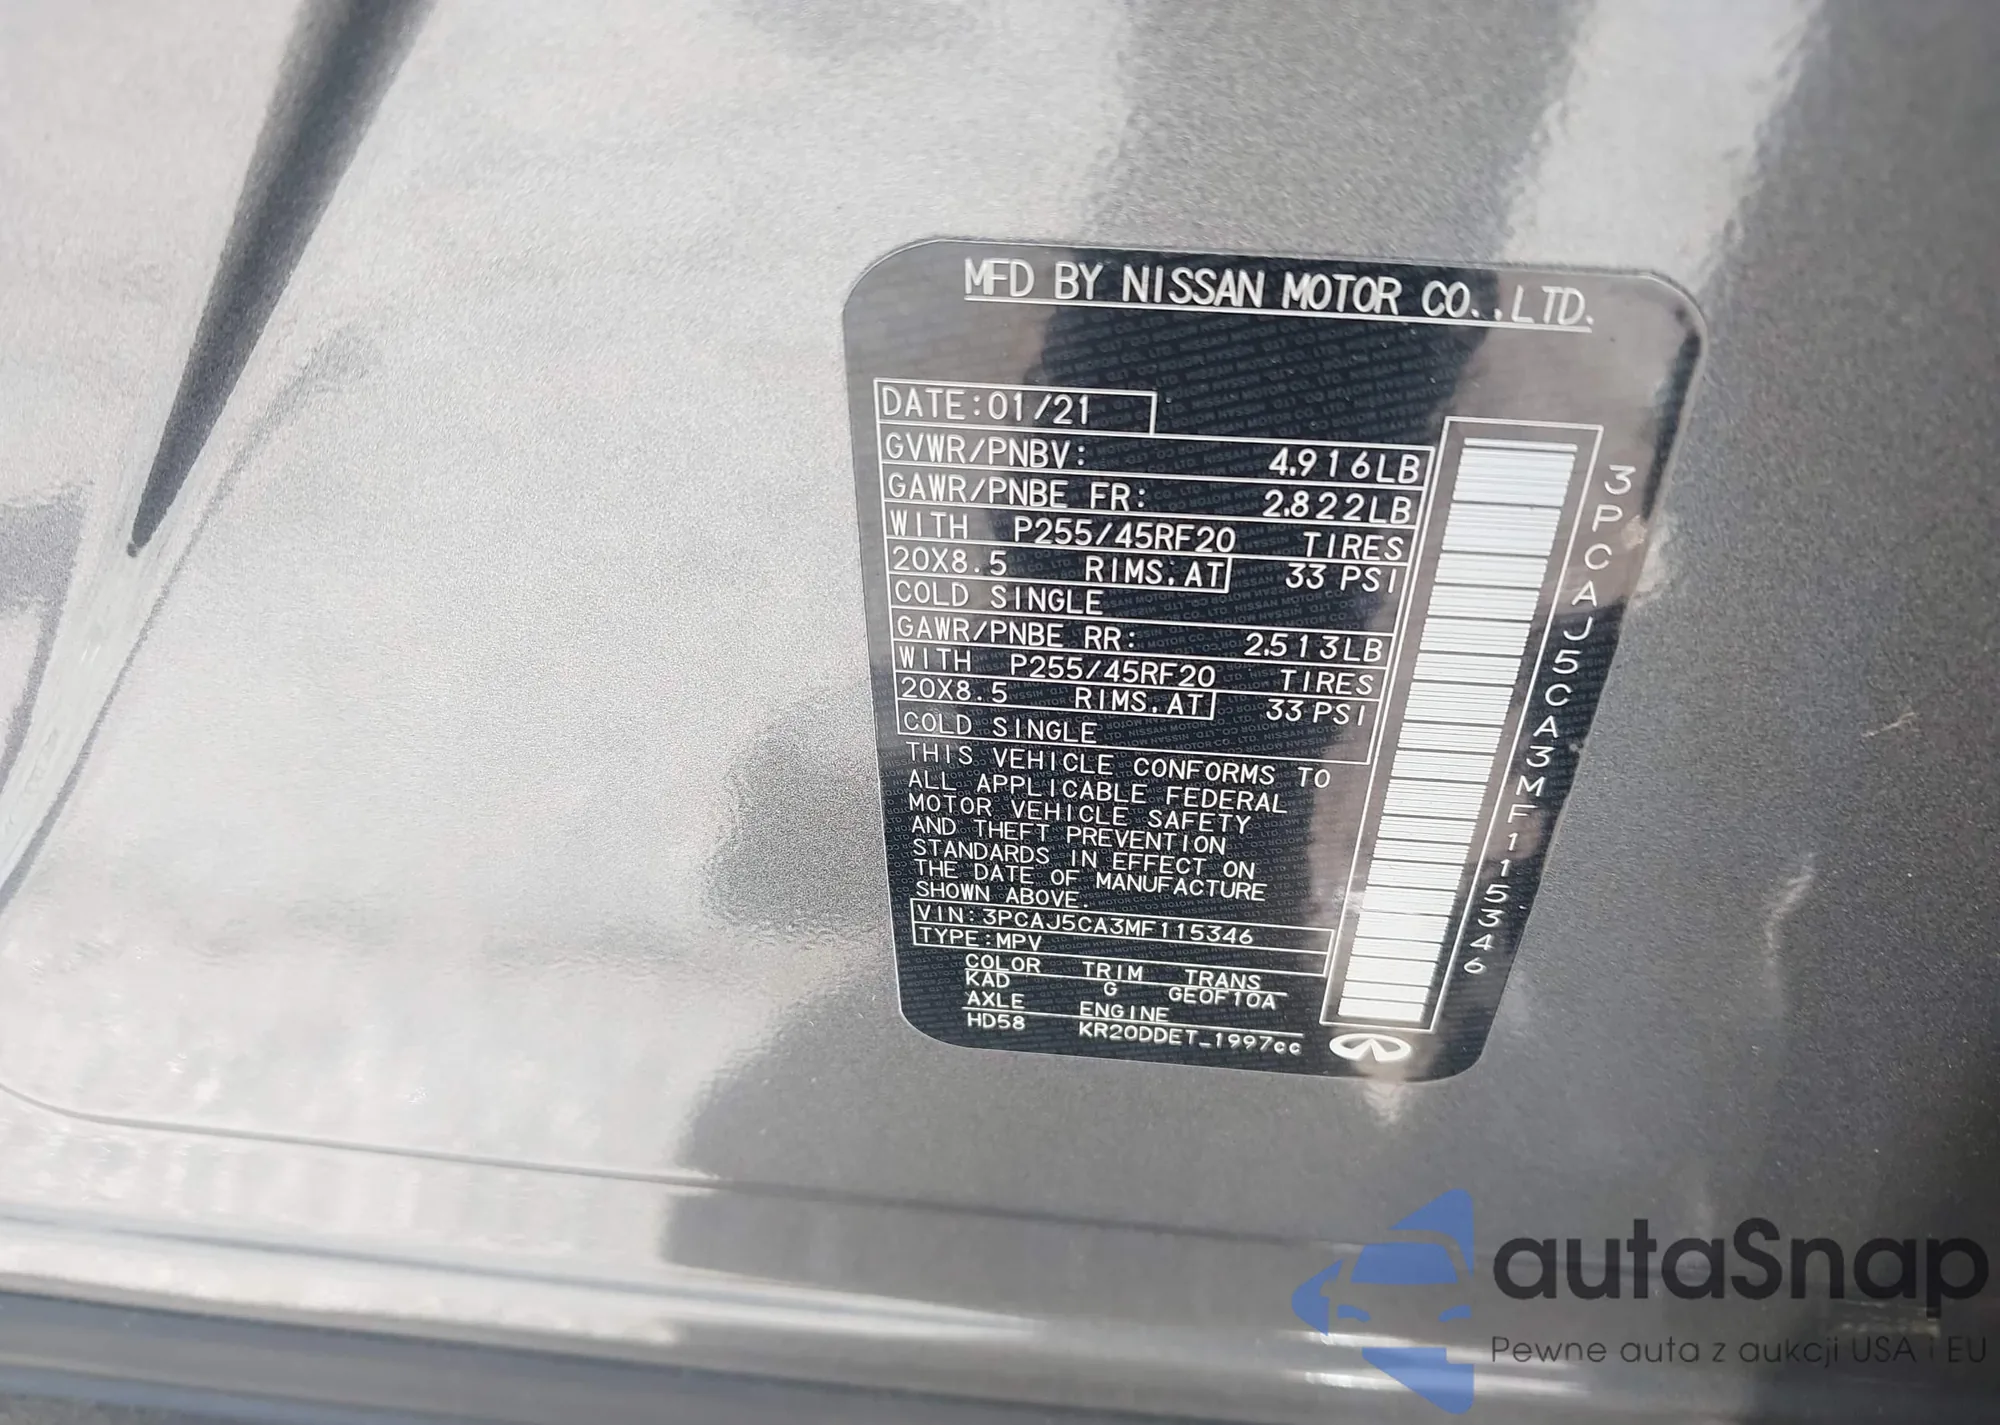 MFD BY NISSAN MOTOR CO.,LTD.
DATE:01/21
GVWR/PNBV: 4.916LB
GAWR/PNBE FR: 2.822LB
WITH P255/45RF20 TIRES
20X8.5 RIMS.AT 33 PSI
COLD SINGLE
GAWR/PNBE RR: 2.513LB
WITH P255/45RF20 TIRES
20X8.5 RIMS.AT 33 PSI
COLD SINGLE
THIS VEHICLE CONFORMS TO
ALL APPLICABLE FEDERAL
MOTOR VEHICLE SAFETY
AND THEFT PREVENTION
STANDARDS IN EFFECT ON
THE DATE OF MANUFACTURE
SHOWN ABOVE.
VIN:3PCAJ5CA3MF115346
TYPE:MPV
COLOR TRIM TRANS
KAD G GE0F10A
AXLE ENGINE
HD58 KR20DDET_1997cc
3PCAJ5CA3MF115346
autaSnap
Pewne auta z aukcji USA i EU